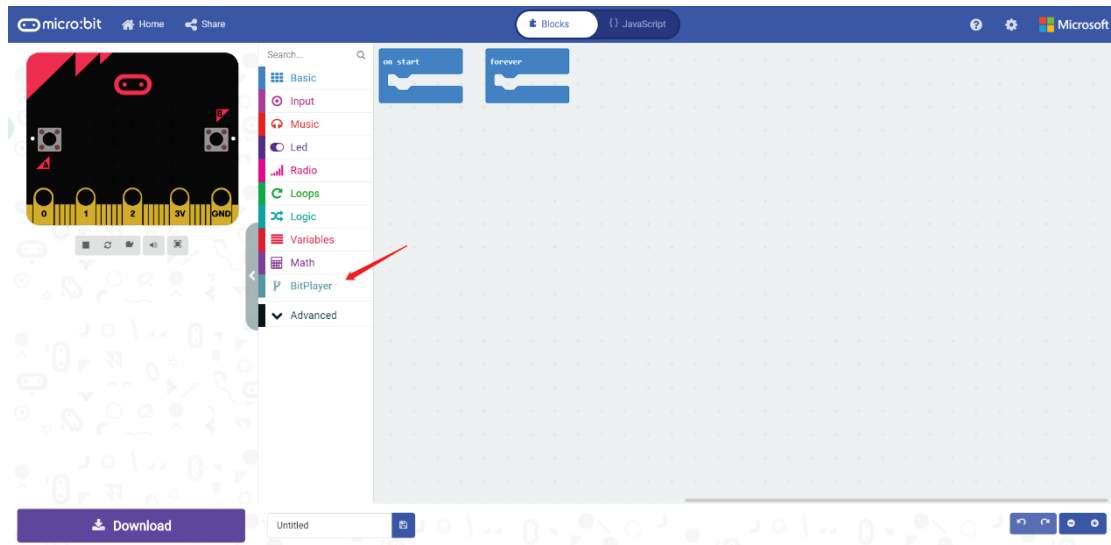 micro:bit Home Share Blocks {} JavaScript ? Microsoft
Search...
Basic
Input
Music
Led
Radio
Loops
Logic
Variables
Math
BitPlayer
Advanced
on start
forever
B
A
0 1 2 3V GND
Download
Untitled